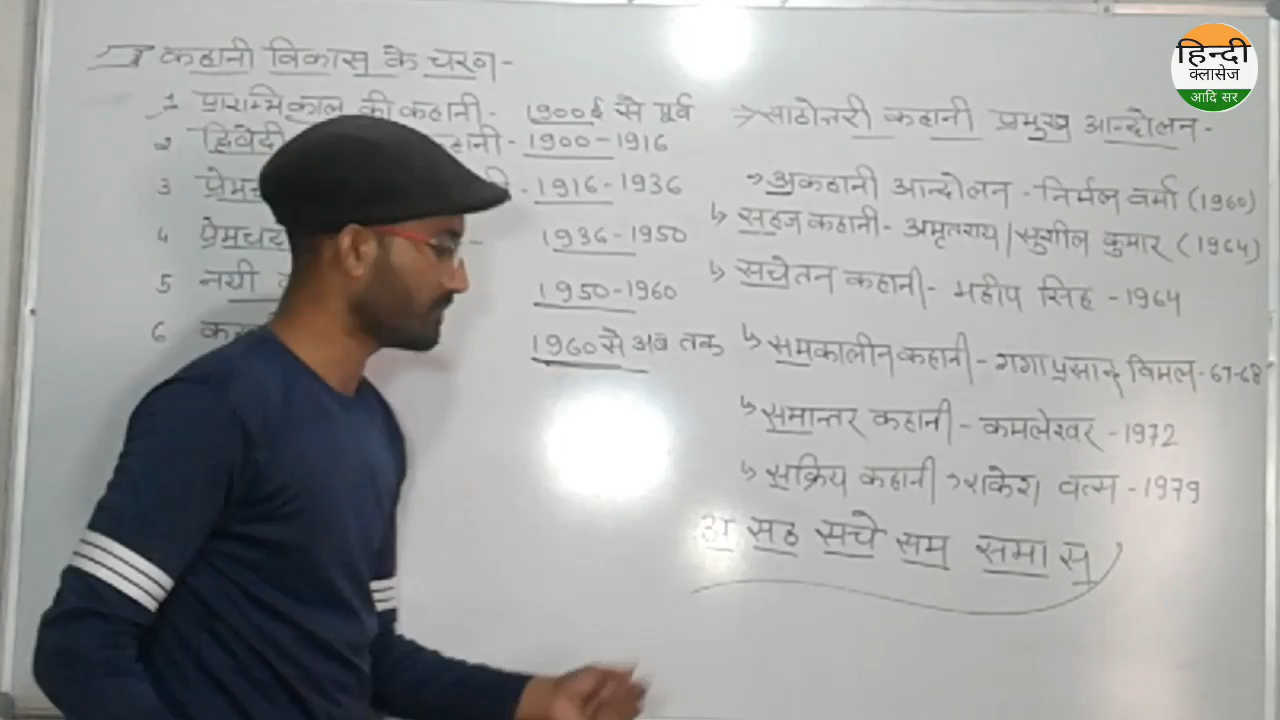 कहानी विकास के चरण-
1 प्रारम्भिकाल की कहानी - 1900ई से पूर्व
2 द्विवेदी हानी - 1900-1916
3 प्रेमच - 1916-1936
4 प्रेमचन्द - 1936-1950
5 नयी 1950-1960
6 1960 से अब तक
→ साठोत्तरी कहानी प्रमुख आन्दोलन -
→ अकहानी आन्दोलन - निर्मल वर्मा (1960)
↳ सहज कहानी - अमृतराय/सुशील कुमार (1964)
↳ सचेतन कहानी - महीप सिंह - 1964
↳ समकालीन कहानी - गंगा प्रसाद विमल - 67-68
↳ समान्तर कहानी - कमलेश्वर - 1972
↳ सक्रिय कहानी → राकेश वत्स - 1979
अ सह सचे सम समा स
हिन्दी
क्लासेज
आदि सर